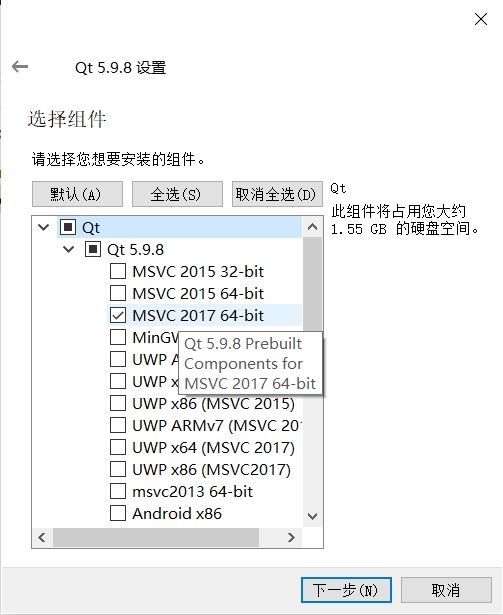 Qt 5.9.8 设置
选择组件
请选择您想要安装的组件。
默认(A)
全选(S)
取消全选(D)
Qt
此组件将占用您大约
1.55 GB 的硬盘空间。
Qt
Qt 5.9.8
MSVC 2015 32-bit
MSVC 2015 64-bit
MSVC 2017 64-bit
MinGW
Qt 5.9.8 Prebuilt
Components for
MSVC 2017 64-bit
UWP A
UWP x
UWP x86 (MSVC 2015)
UWP ARMv7 (MSVC 201
UWP x64 (MSVC 2017)
UWP x86 (MSVC2017)
msvc2013 64-bit
Android x86
下一步(N)
取消